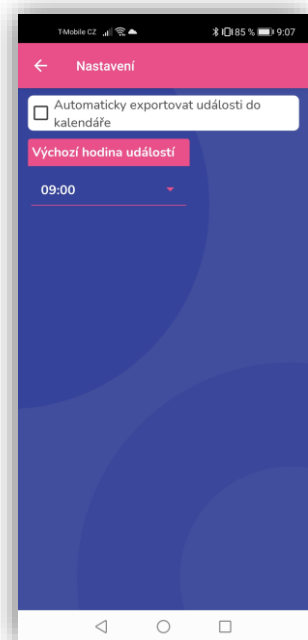 T-Mobile CZ 85 % 9:07
Nastavení
Automaticky exportovat události do
kalendáře
Výchozí hodina událostí
09:00